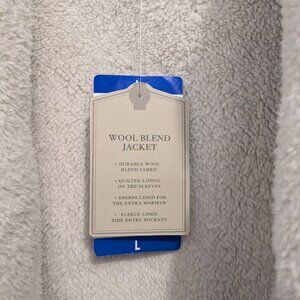 WOOL BLEND
JACKET
• DURABLE WOOL
BLEND FABRIC
• QUILTED LINING
ON THE SLEEVES
• SHERPA LINED FOR
THE EXTRA WARMTH
• FLEECE LINED
SIDE ENTRY POCKETS
L